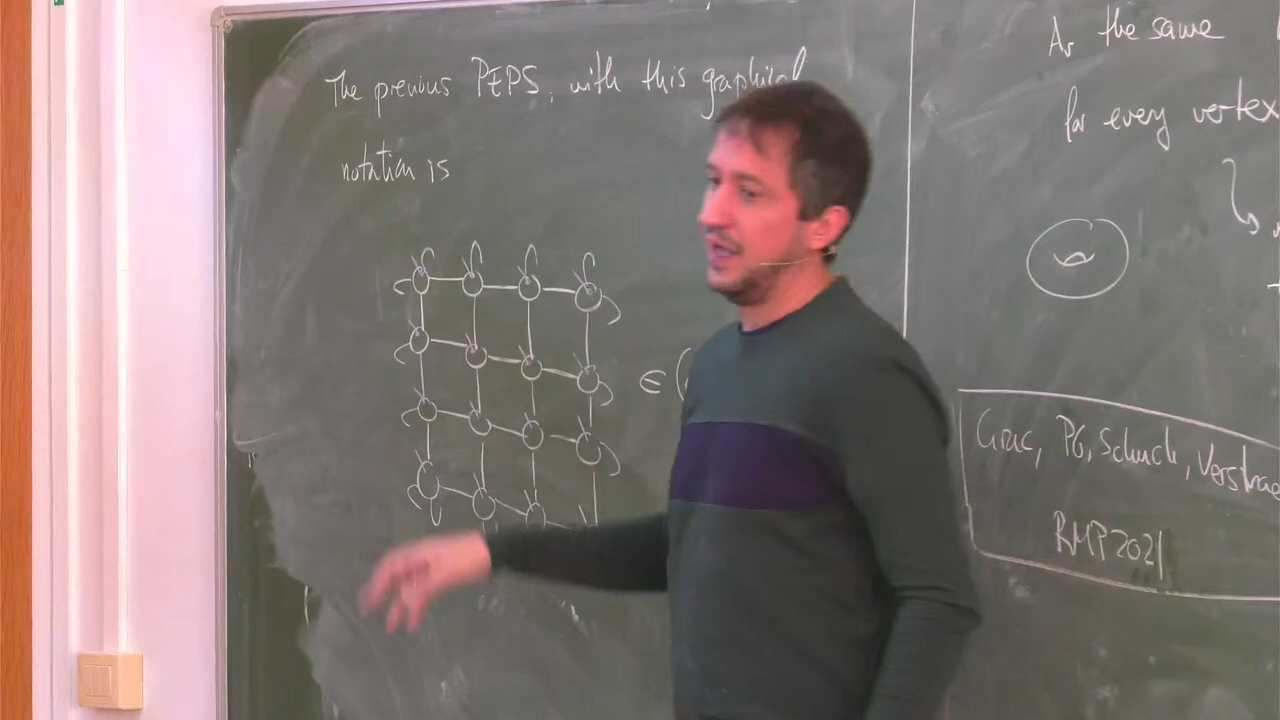 The previous PEPS, with this graphical
notation is
∈ (
Av the same
for every vertex
Cirac, PG, Schuch, Verstrae
RMP 2021